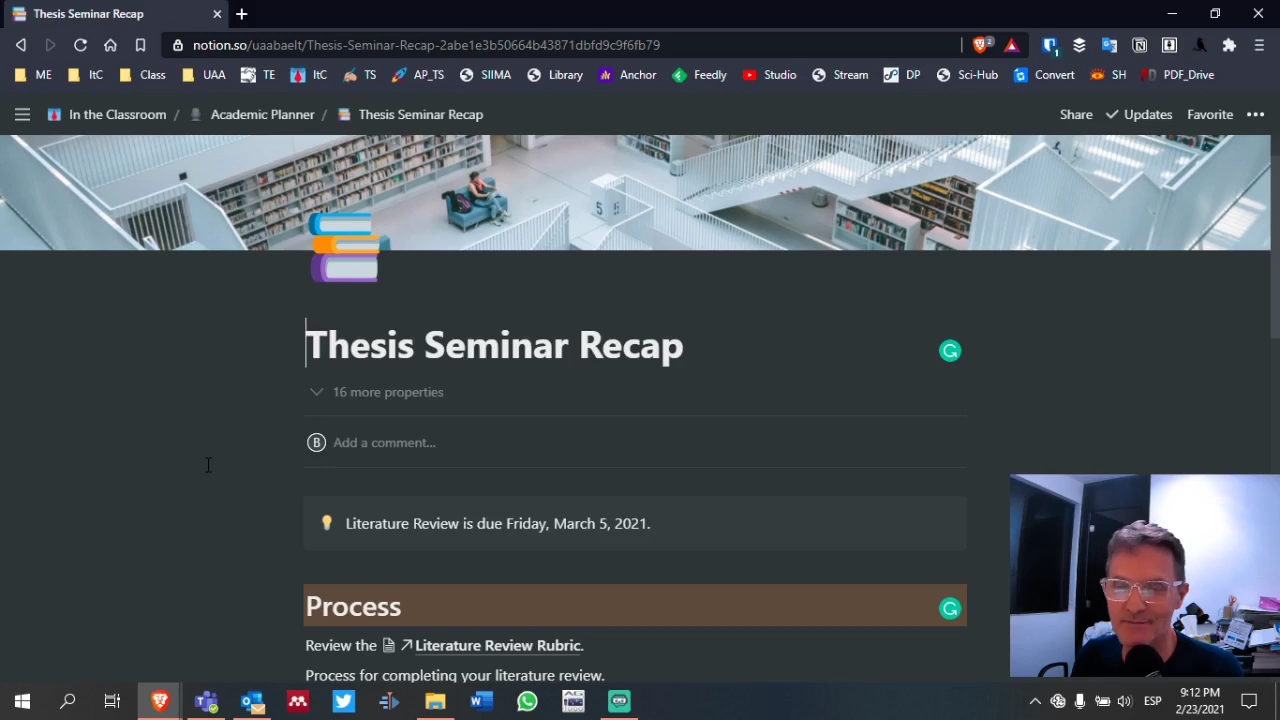 Thesis Seminar Recap
notion.so/uaabaelt/Thesis-Seminar-Recap-2abe1e3b50664b43871dbfd9c9f6fb79
2
1
ME ItC Class UAA TE ItC TS AP_TS SIIMA Library Anchor Feedly Studio Stream DP Sci-Hub Convert SH PDF_Drive
In the Classroom / Academic Planner / Thesis Seminar Recap Share Updates Favorite
5
Thesis Seminar Recap
16 more properties
B Add a comment...
Literature Review is due Friday, March 5, 2021.
Process
Review the Literature Review Rubric.
Process for completing your literature review.
ESP
9:12 PM
2/23/2021